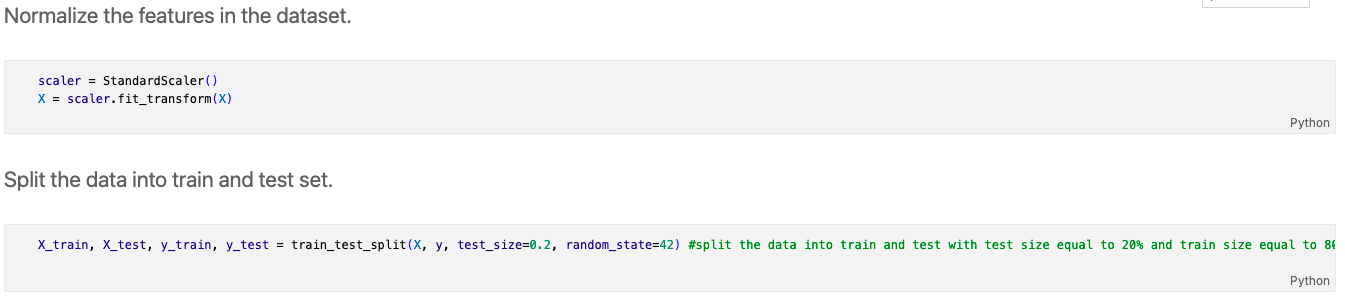 Normalize the features in the dataset.
scaler = StandardScaler()
X = scaler.fit_transform(X)
Python
Split the data into train and test set.
X_train, X_test, y_train, y_test = train_test_split(X, y, test_size=0.2, random_state=42) #split the data into train and test with test size equal to 20% and train size equal to 8
Python